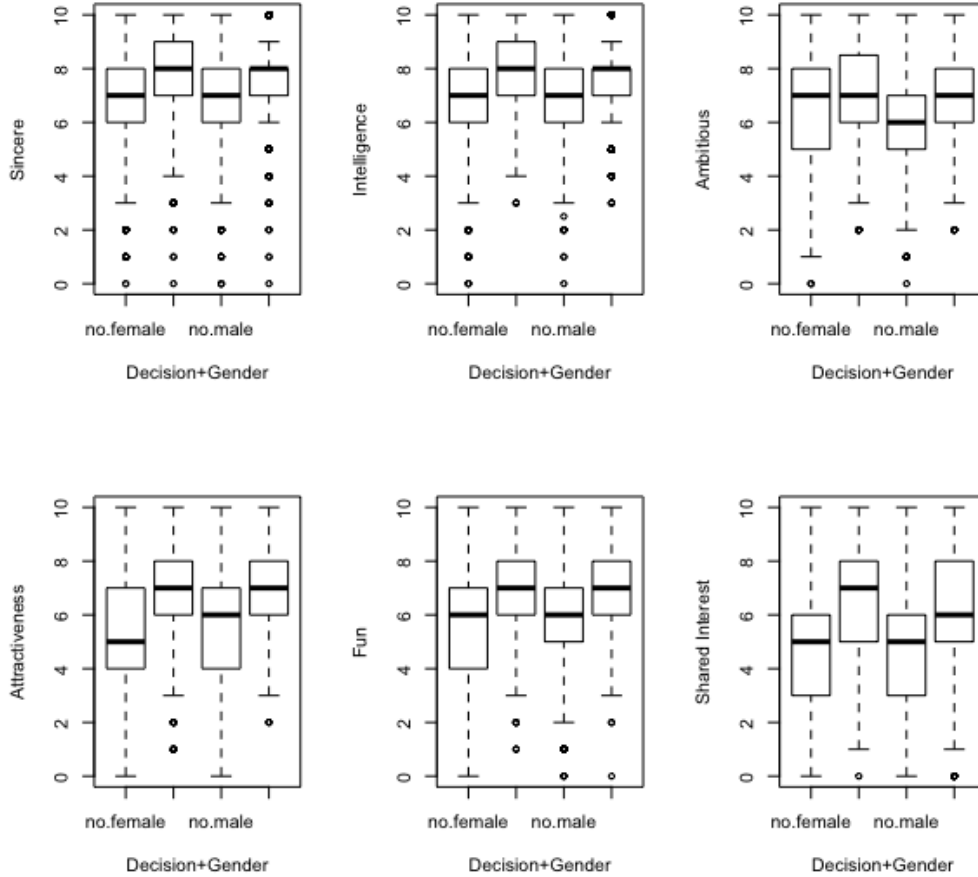 Sincere
0 2 4 6 8 10
no.female no.male
Decision+Gender
Intelligence
0 2 4 6 8 10
no.female no.male
Decision+Gender
Ambitious
0 2 4 6 8 10
no.female no.male
Decision+Gender
Attractiveness
0 2 4 6 8 10
no.female no.male
Decision+Gender
Fun
0 2 4 6 8 10
no.female no.male
Decision+Gender
Shared Interest
0 2 4 6 8 10
no.female no.male
Decision+Gender